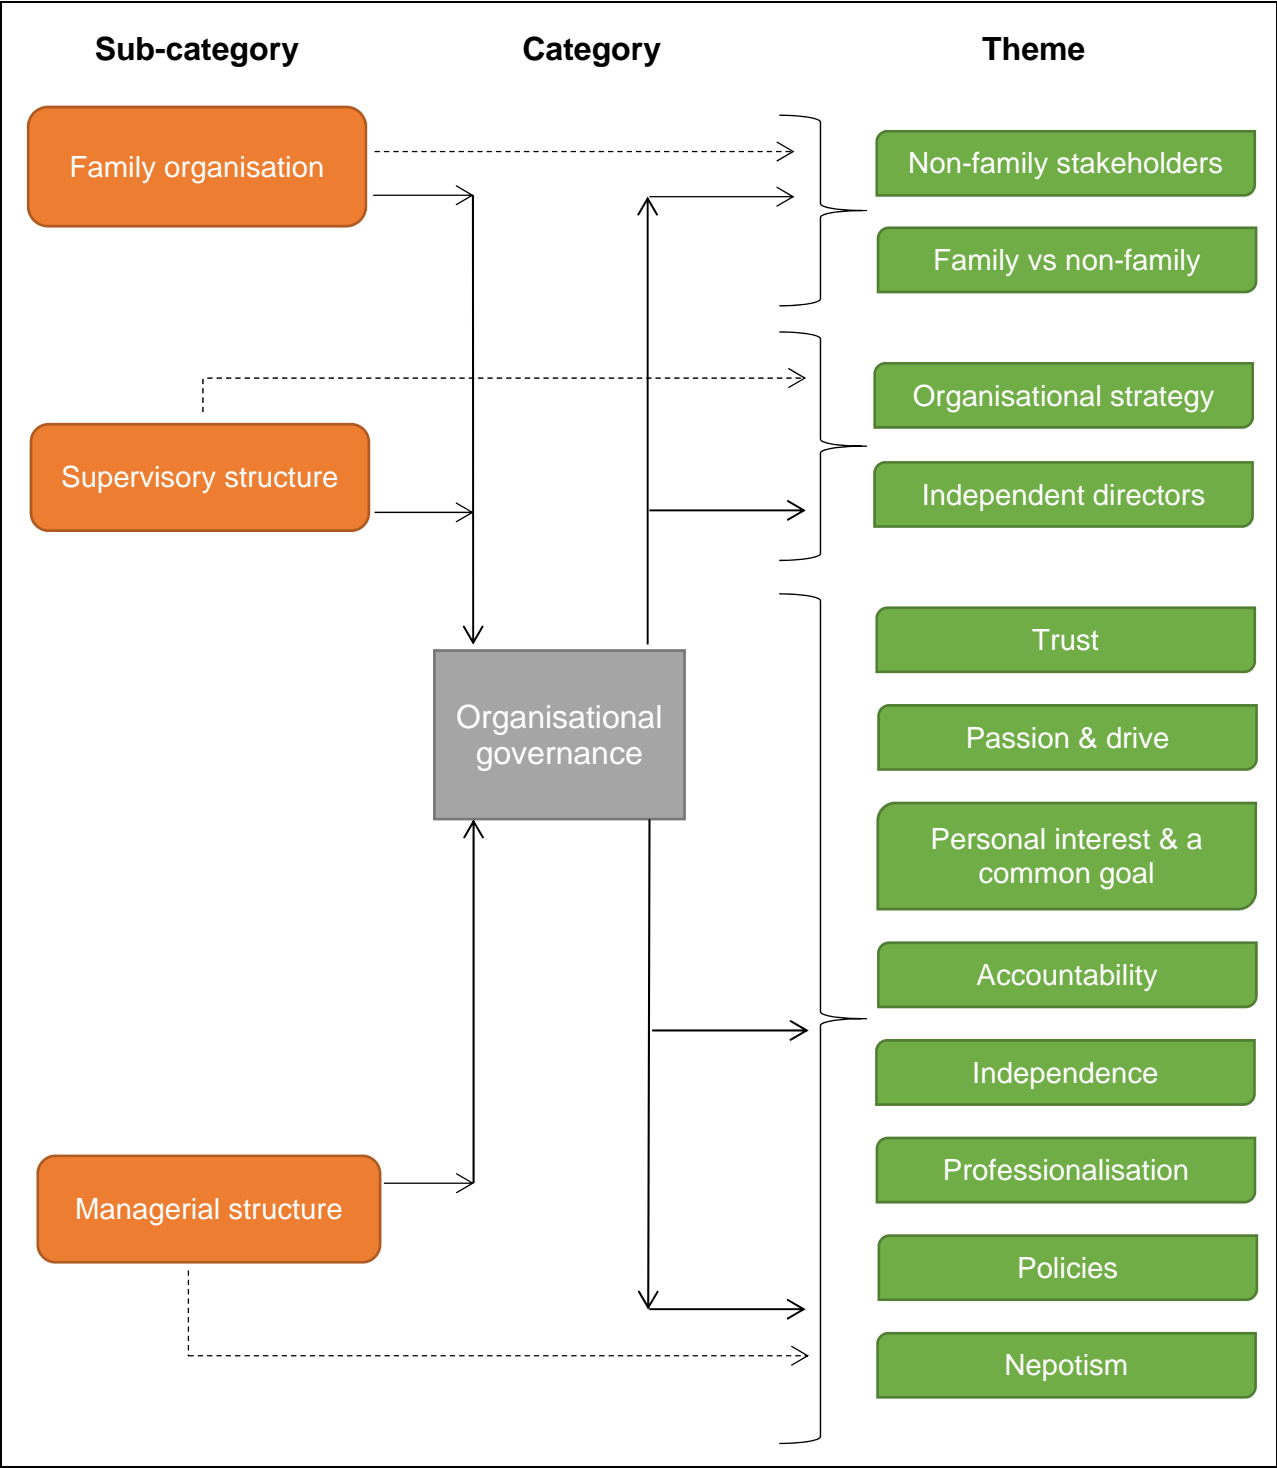 Sub-category
Category
Theme
Family organisation
Non-family stakeholders
Family vs non-family
Supervisory structure
Organisational strategy
Independent directors
Organisational
governance
Trust
Passion & drive
Personal interest & a
common goal
Accountability
Independence
Managerial structure
Professionalisation
Policies
Nepotism